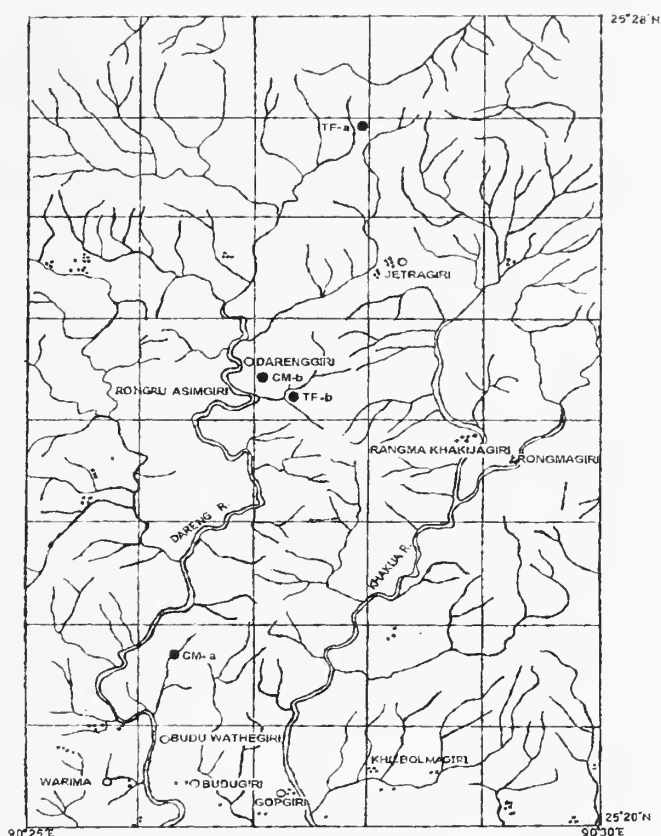 25°28'N
TF-a
JETRAGIRI
DARENGGIRI
CM-b
RONGRU ASIMGIRI
TF-b
RANGMA KHAKIJAGIRI
RONGMAGIRI
DARENG R.
KHAKIJA R.
CM-a
BUDU WATHEGIRI
WARIMA
BUDUGIRI
GOPGIRI
25°20'N
90°25'E
90°30'E